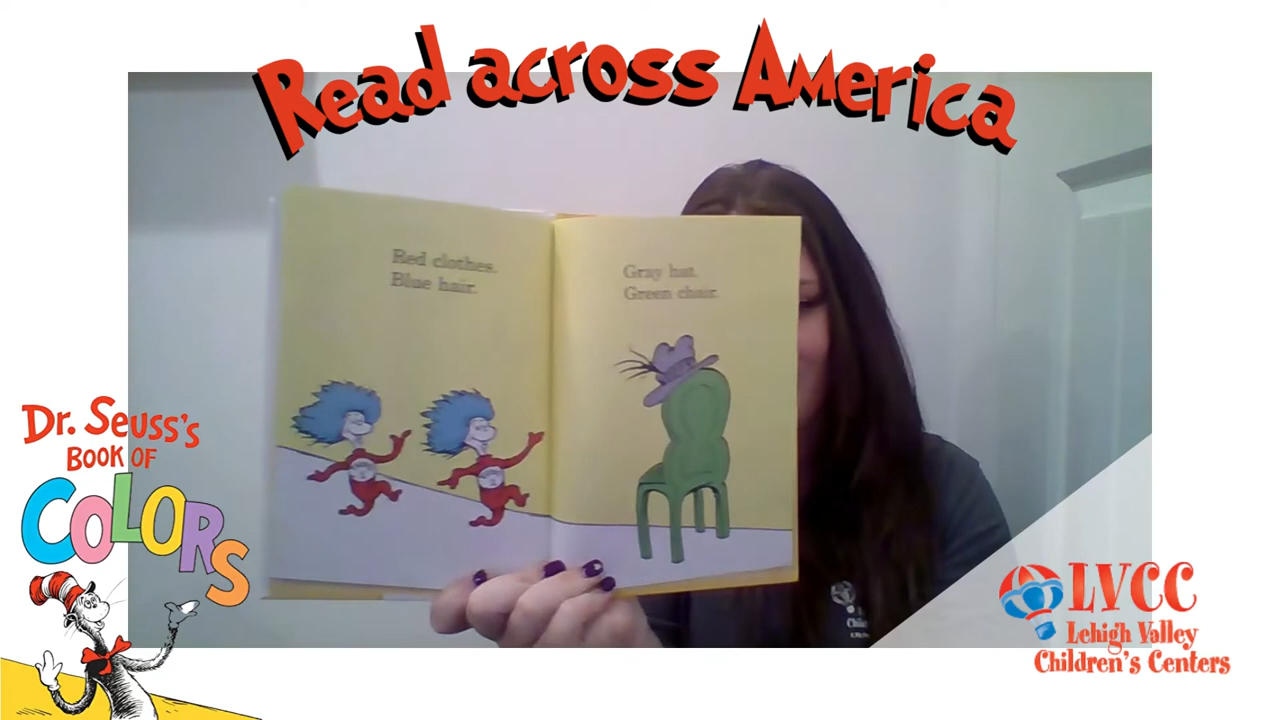 Read across America
Red clothes.
Blue hair.
Gray hat.
Green chair.
Dr. Seuss's
BOOK OF
COLORS
LVCC
Lehigh Valley
Children's Centers